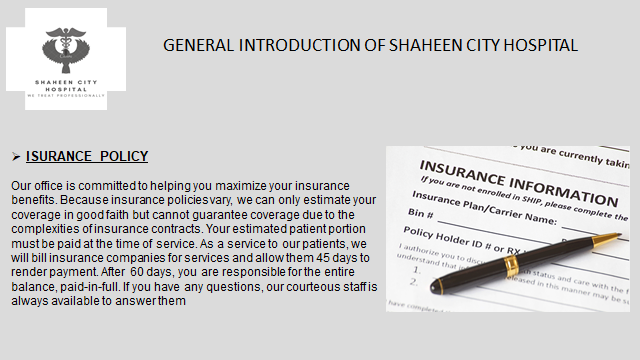 GENERAL INTRODUCTION OF SHAHEEN CITY HOSPITAL
SHAHEEN CITY
HOSPITAL
WE TREAT PROFESSIONALLY
➢ ISURANCE POLICY
Our office is committed to helping you maximize your insurance
benefits. Because insurance policies vary, we can only estimate your
coverage in good faith but cannot guarantee coverage due to the
complexities of insurance contracts. Your estimated patient portion
must be paid at the time of service. As a service to our patients, we
will bill insurance companies for services and allow them 45 days to
render payment. After 60 days, you are responsible for the entire
balance, paid-in-full. If you have any questions, our courteous staff is
always available to answer them
you are currently takin
INSURANCE INFORMATION
If you are not enrolled in SHIP, please complete the
Insurance Plan/Carrier Name:
Bin #
Policy Holder ID # or RX
I authorize you to
understand that
1.
2.
status and care with the
released in this manner may be
have completed